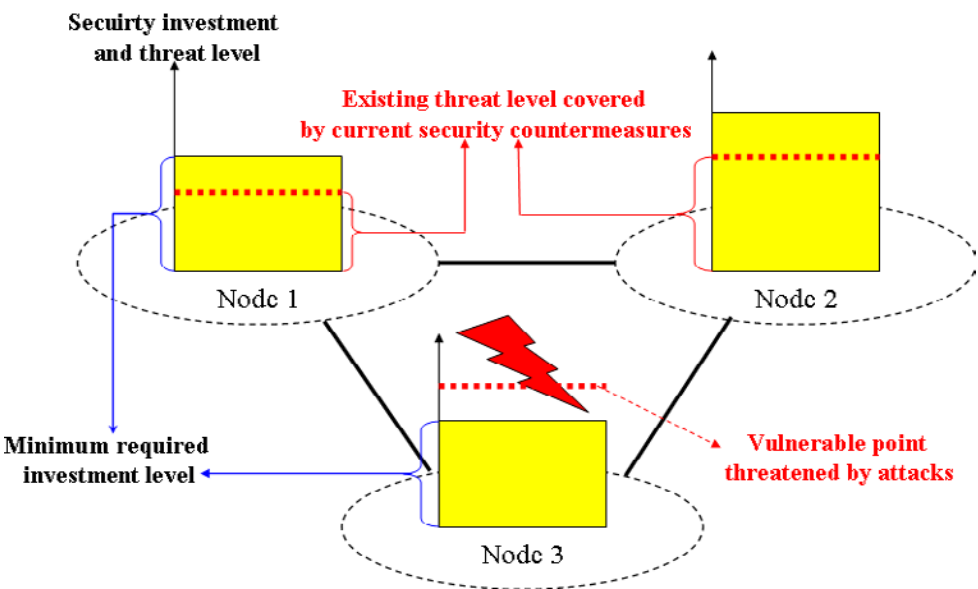 Secuirty investment
and threat level
Existing threat level covered
by current security countermeasures
Node 1
Node 2
Minimum required
investment level
Vulnerable point
threatened by attacks
Node 3